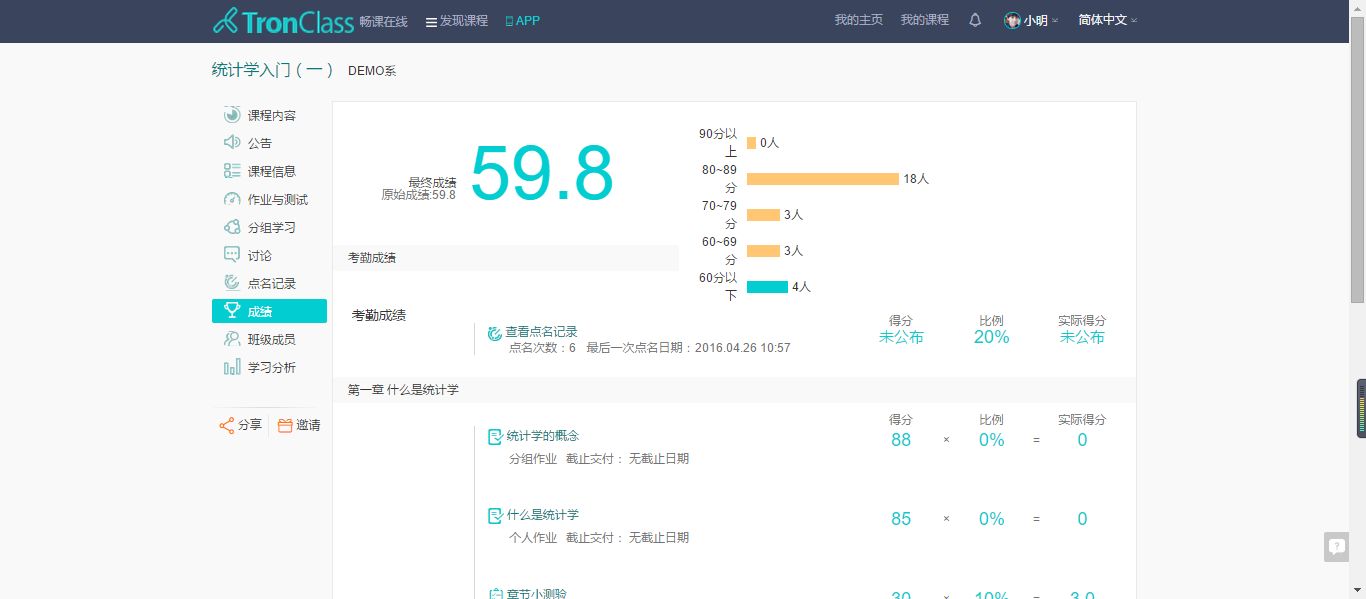 TronClass 畅课在线 发现课程 APP 我的主页 我的课程 小明 简体中文
统计学入门（一） DEMO系
课程内容
公告
课程信息
作业与测试
分组学习
讨论
点名记录
成绩
班级成员
学习分析
分享 邀请
最终成绩
原始成绩:59.8
59.8
90分以上 0人
80~89分 18人
70~79分 3人
60~69分 3人
60分以下 4人
考勤成绩
考勤成绩
查看点名记录
点名次数：6 最后一次点名日期：2016.04.26 10:57
得分 比例 实际得分
未公布 20% 未公布
第一章 什么是统计学
得分 比例 实际得分
统计学的概念 88 × 0% = 0
分组作业 截止交付： 无截止日期
什么是统计学 85 × 0% = 0
个人作业 截止交付： 无截止日期
章节小测验 30 × 10% = 3.0